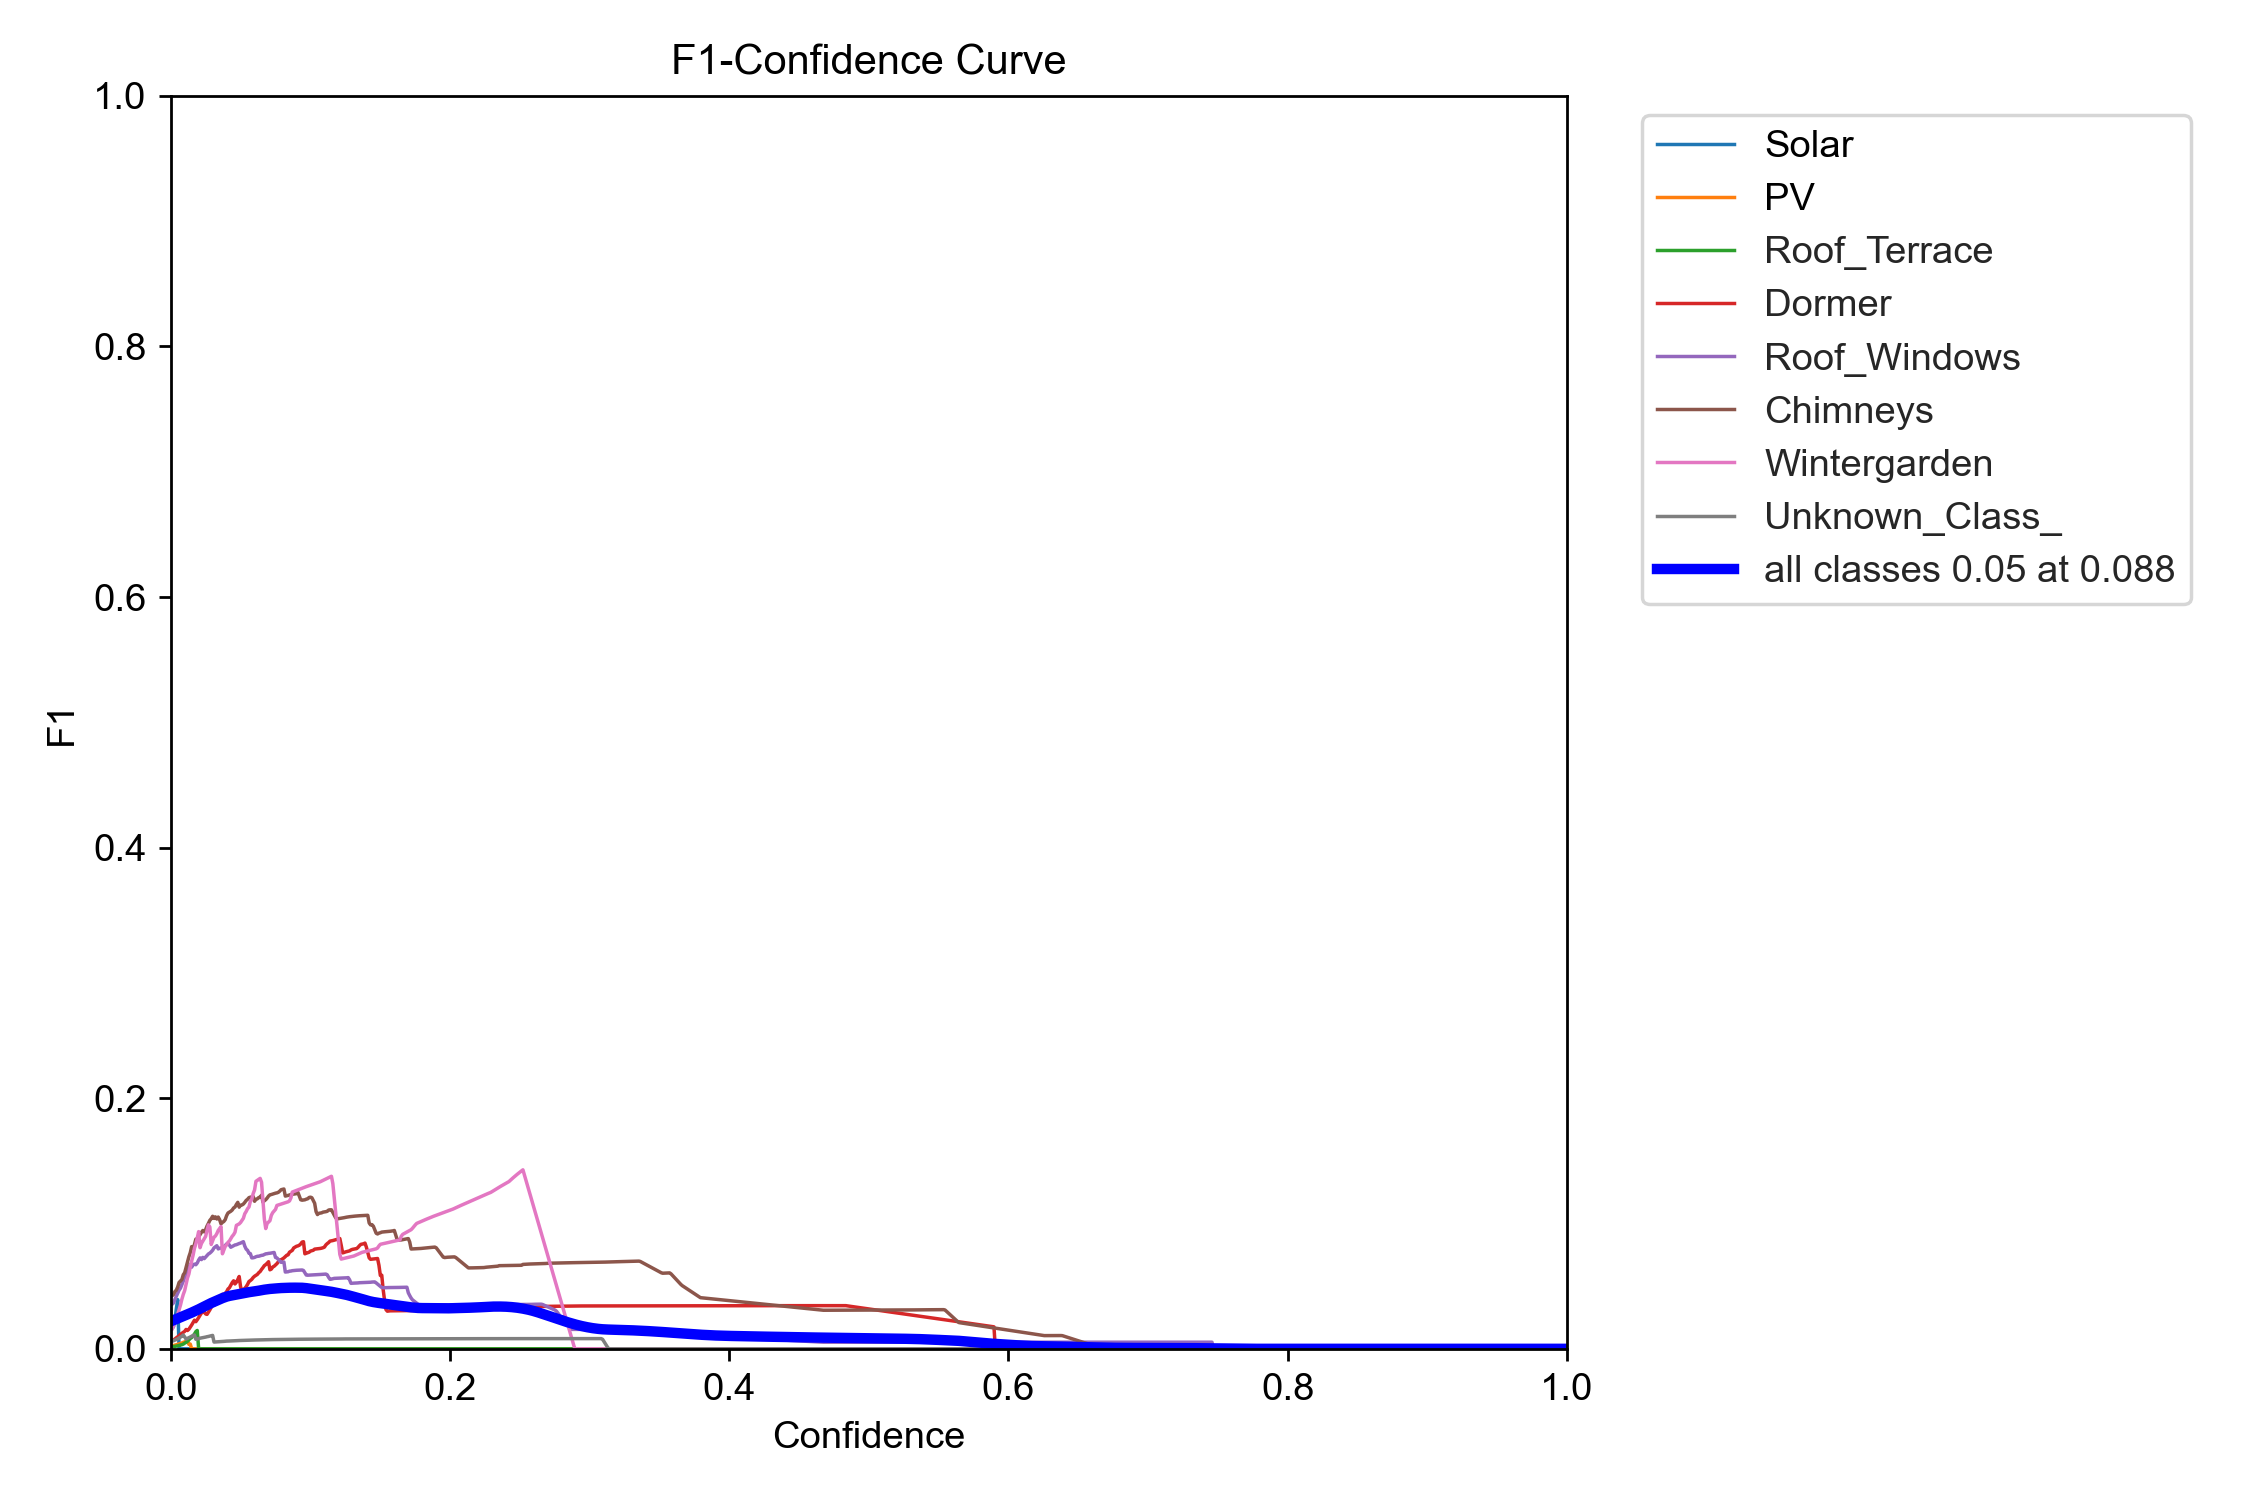 F1-Confidence Curve
1.0
0.8
0.6
0.4
0.2
0.0
F1
0.0 0.2 0.4 0.6 0.8 1.0
Confidence
Solar
PV
Roof_Terrace
Dormer
Roof_Windows
Chimneys
Wintergarden
Unknown_Class_
all classes 0.05 at 0.088